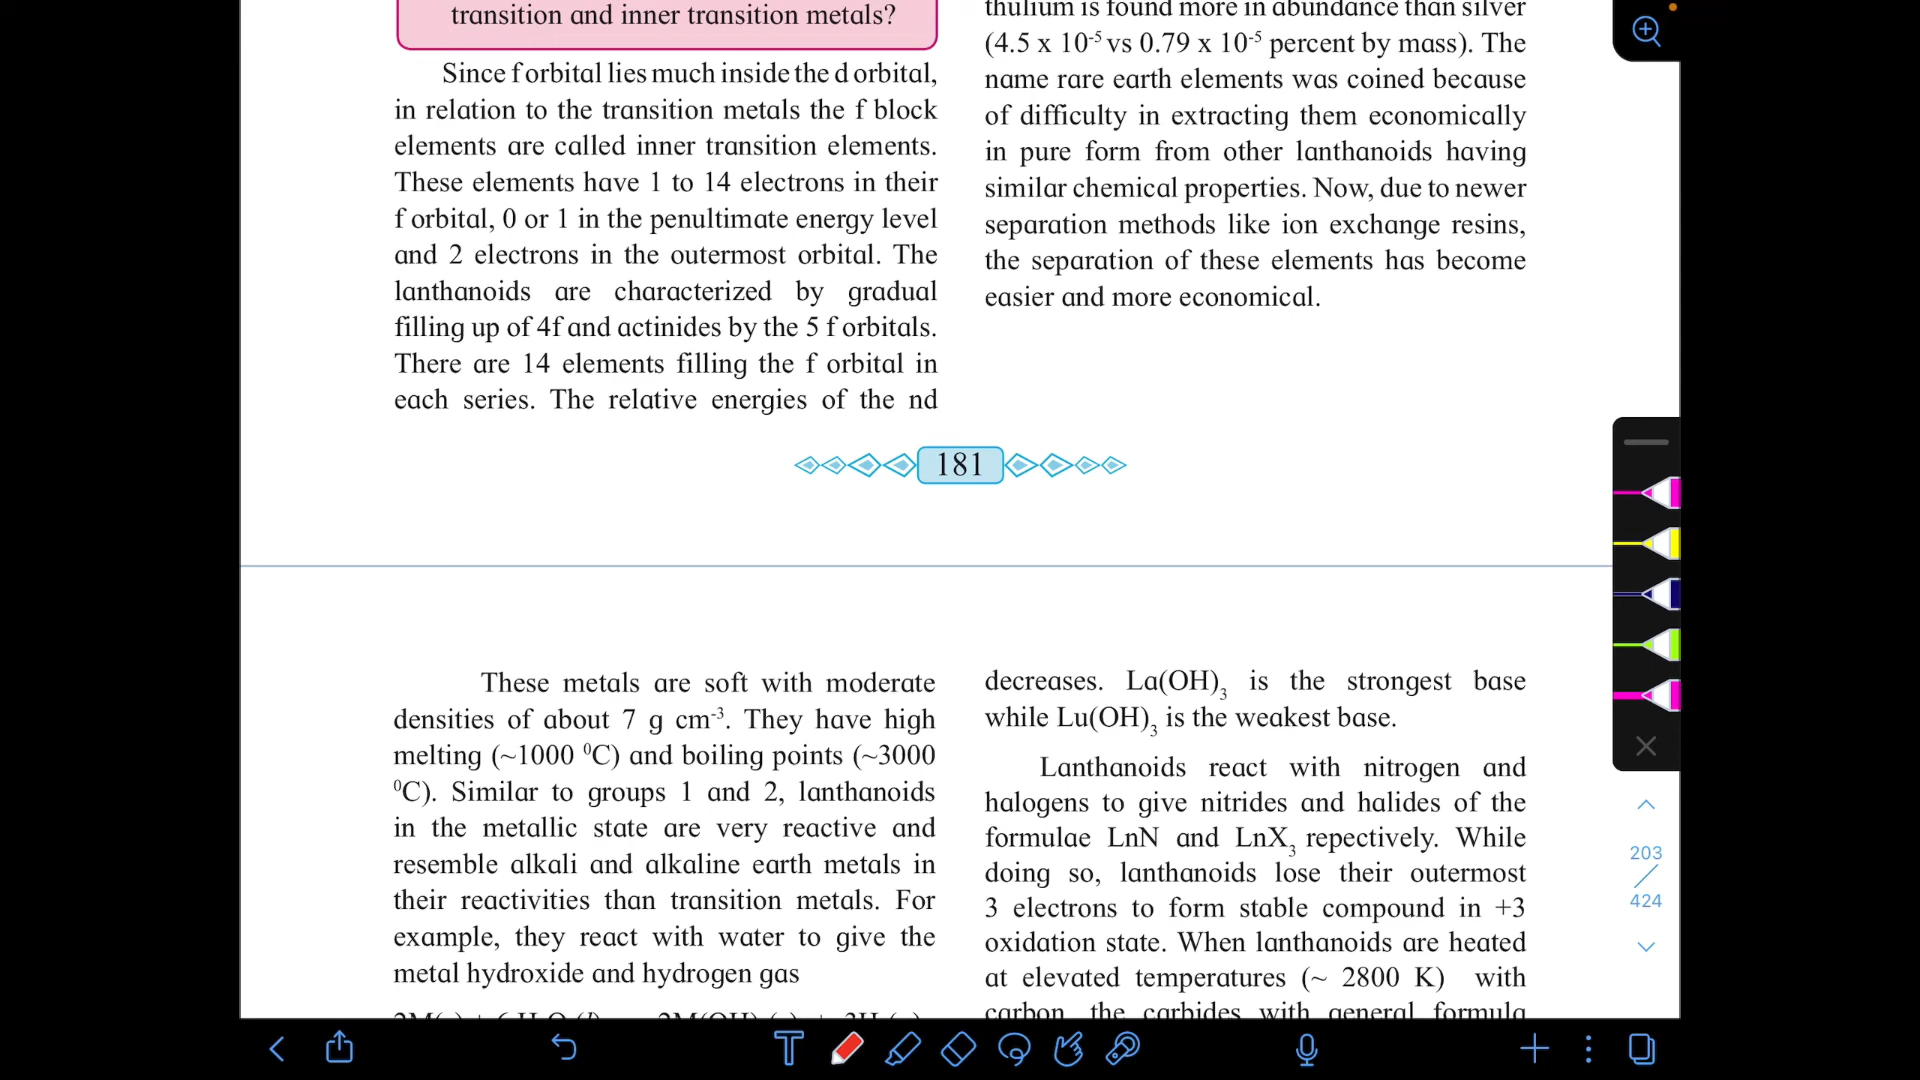 transition and inner transition metals?
Since f orbital lies much inside the d orbital,
in relation to the transition metals the f block
elements are called inner transition elements.
These elements have 1 to 14 electrons in their
f orbital, 0 or 1 in the penultimate energy level
and 2 electrons in the outermost orbital. The
lanthanoids are characterized by gradual
filling up of 4f and actinides by the 5 f orbitals.
There are 14 elements filling the f orbital in
each series. The relative energies of the nd
thulium is found more in abundance than silver
(4.5 x 10⁻⁵ vs 0.79 x 10⁻⁵ percent by mass). The
name rare earth elements was coined because
of difficulty in extracting them economically
in pure form from other lanthanoids having
similar chemical properties. Now, due to newer
separation methods like ion exchange resins,
the separation of these elements has become
easier and more economical.
181
These metals are soft with moderate
densities of about 7 g cm⁻³. They have high
melting (~1000 ⁰C) and boiling points (~3000
⁰C). Similar to groups 1 and 2, lanthanoids
in the metallic state are very reactive and
resemble alkali and alkaline earth metals in
their reactivities than transition metals. For
example, they react with water to give the
metal hydroxide and hydrogen gas
decreases. La(OH)₃ is the strongest base
while Lu(OH)₃ is the weakest base.
Lanthanoids react with nitrogen and
halogens to give nitrides and halides of the
formulae LnN and LnX₃ repectively. While
doing so, lanthanoids lose their outermost
3 electrons to form stable compound in +3
oxidation state. When lanthanoids are heated
at elevated temperatures (~ 2800 K) with
carbon the carbides with general formula
203
424